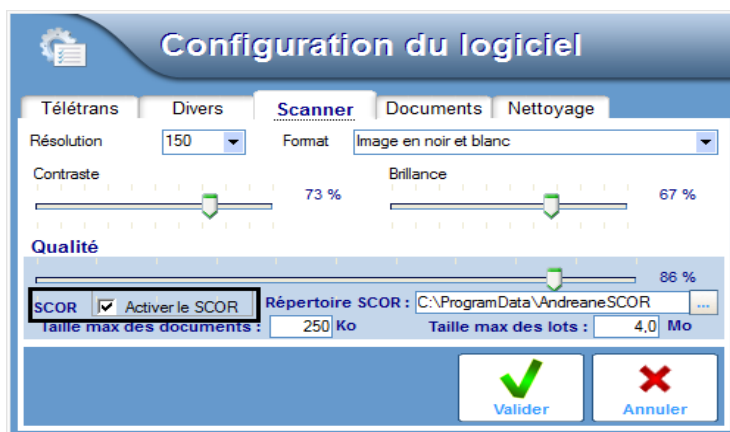 Configuration du logiciel
Télétrans Divers Scanner Documents Nettoyage
Résolution 150 Format Image en noir et blanc
Contraste Brillance
73 % 67 %
Qualité
86 %
SCOR Activer le SCOR Répertoire SCOR : C:\ProgramData\AndreaneSCOR ...
Taille max des documents : 250 Ko Taille max des lots : 4,0 Mo
Valider Annuler